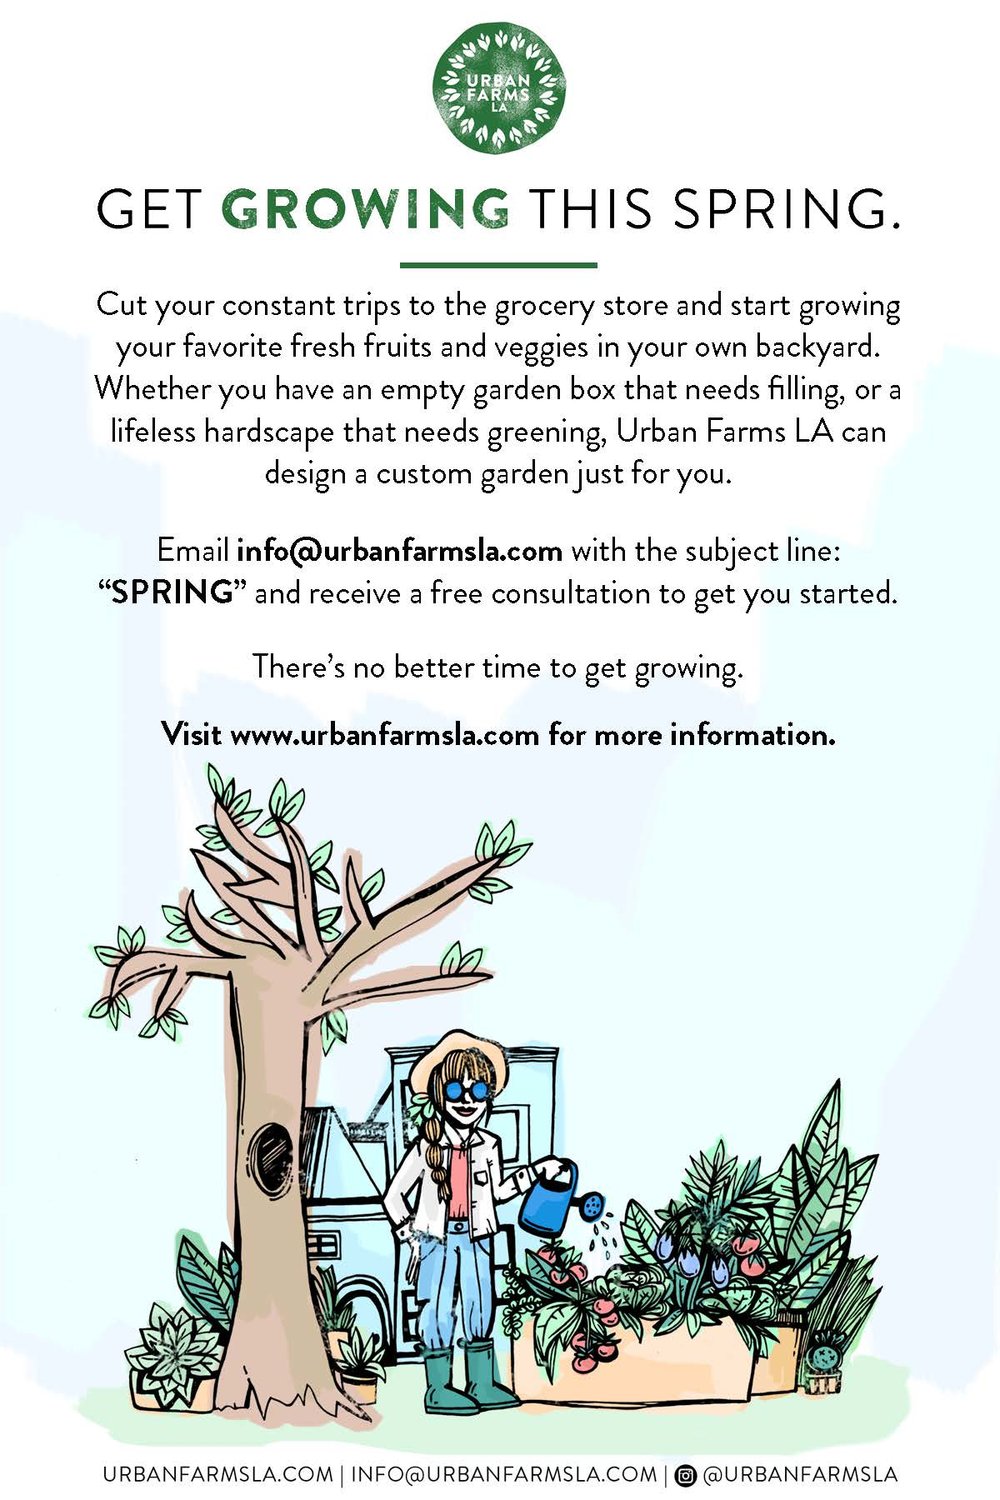 URBAN
FARMS
LA
GET GROWING THIS SPRING.
Cut your constant trips to the grocery store and start growing
your favorite fresh fruits and veggies in your own backyard.
Whether you have an empty garden box that needs filling, or a
lifeless hardscape that needs greening, Urban Farms LA can
design a custom garden just for you.
Email info@urbanfarmsla.com with the subject line:
“SPRING” and receive a free consultation to get you started.
There’s no better time to get growing.
Visit www.urbanfarmsla.com for more information.
URBANFARMSLA.COM | INFO@URBANFARMSLA.COM | @URBANFARMSLA